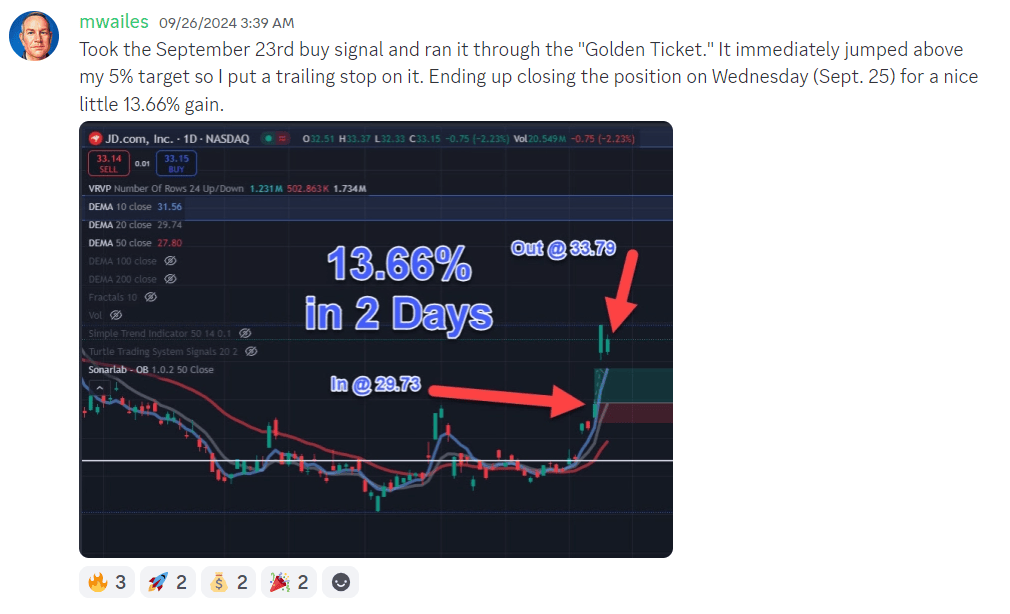 mwailes 09/26/2024 3:39 AM
Took the September 23rd buy signal and ran it through the "Golden Ticket." It immediately jumped above
my 5% target so I put a trailing stop on it. Ending up closing the position on Wednesday (Sept. 25) for a nice
little 13.66% gain.
JD.com, Inc. · 1D · NASDAQ O32.51 H33.37 L32.33 C33.15 -0.75 (-2.23%) Vol20.549M -0.75 (-2.23%)
33.14 SELL 0.01 33.15 BUY
VRVP Number Of Rows 24 Up/Down 1.231M 502.863K 1.734M
DEMA 10 close 31.56
DEMA 20 close 29.74
DEMA 50 close 27.80
DEMA 100 close
DEMA 200 close
Fractals 10
Vol
Simple Trend Indicator 50 14 0.1
Turtle Trading System Signals 20 2
Sonarlab - OB 1.0.2 50 Close
13.66%
in 2 Days
Out @ 33.79
In @ 29.73
3 2 2 2